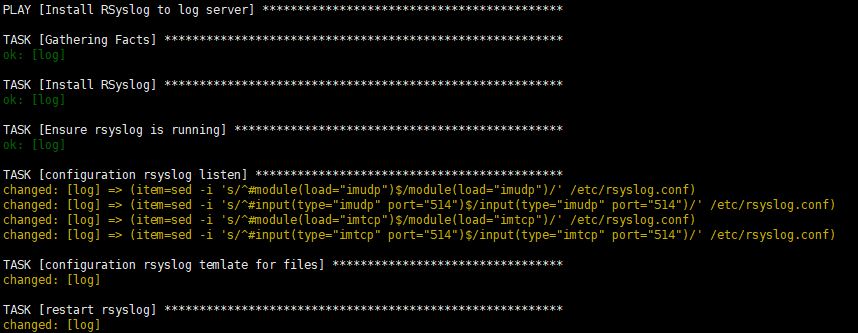 PLAY [Install RSyslog to log server] *******************************************
TASK [Gathering Facts] *********************************************************
ok: [log]
TASK [Install RSyslog] *********************************************************
ok: [log]
TASK [Ensure rsyslog is running] ***********************************************
ok: [log]
TASK [configuration rsyslog listen] ********************************************
changed: [log] => (item=sed -i 's/^#module(load="imudp")$/module(load="imudp")/' /etc/rsyslog.conf)
changed: [log] => (item=sed -i 's/^#input(type="imudp" port="514")$/input(type="imudp" port="514")/' /etc/rsyslog.conf)
changed: [log] => (item=sed -i 's/^#module(load="imtcp")$/module(load="imtcp")/' /etc/rsyslog.conf)
changed: [log] => (item=sed -i 's/^#input(type="imtcp" port="514")$/input(type="imtcp" port="514")/' /etc/rsyslog.conf)
TASK [configuration rsyslog temlate for files] *********************************
changed: [log]
TASK [restart rsyslog] *********************************************************
changed: [log]